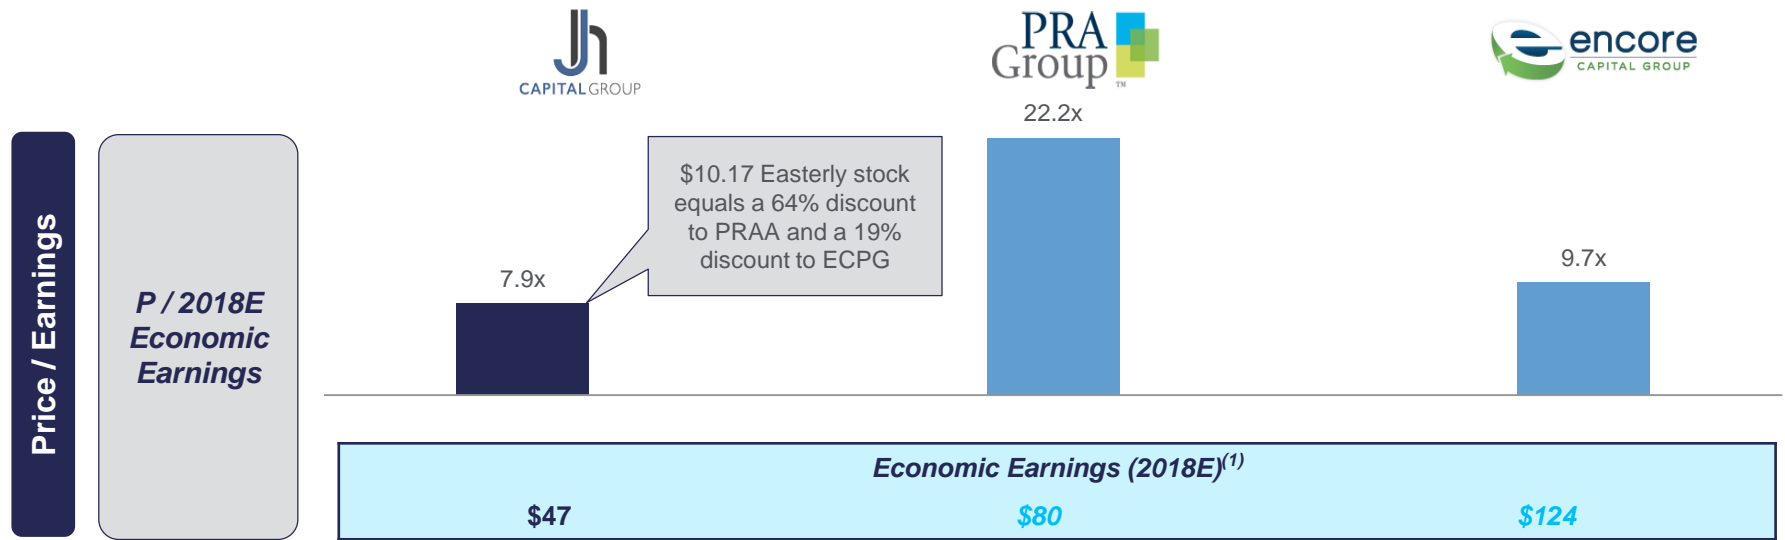 Jh
CAPITAL GROUP
PRA
Group™
encore
CAPITAL GROUP
Price / Earnings
P / 2018E
Economic
Earnings
7.9x
$10.17 Easterly stock
equals a 64% discount
to PRAA and a 19%
discount to ECPG
22.2x
9.7x
Economic Earnings (2018E)(1)
$47
$80
$124